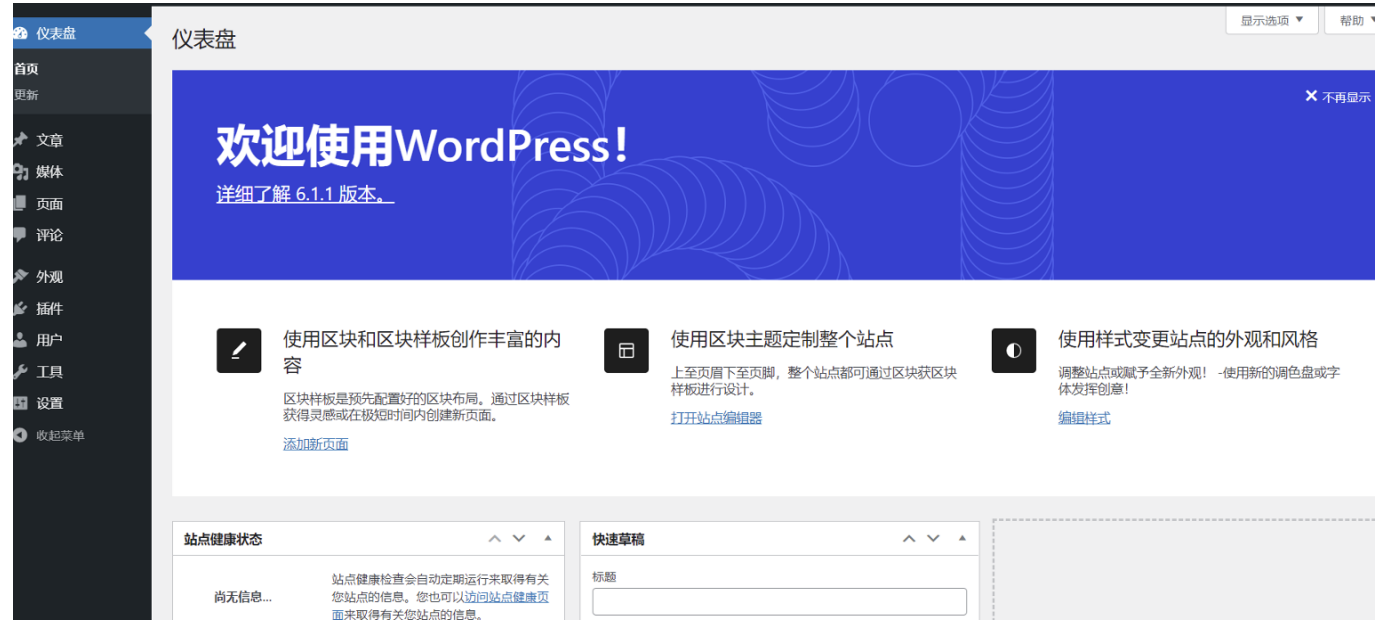 显示选项
帮助
仪表盘
首页
更新
文章
媒体
页面
评论
外观
插件
用户
工具
设置
收起菜单
仪表盘
不再显示
欢迎使用WordPress!
详细了解 6.1.1 版本。
使用区块和区块样板创作丰富的内
容
区块样板是预先配置好的区块布局。通过区块样板
获得灵感或在极短时间内创建新页面。
添加新页面
使用区块主题定制整个站点
上至页眉下至页脚，整个站点都可通过区块获区块
样板进行设计。
打开站点编辑器
使用样式变更站点的外观和风格
调整站点或赋予全新外观！ -使用新的调色盘或字
体发挥创意！
编辑样式
站点健康状态
尚无信息...
站点健康检查会自动定期运行来取得有关
您站点的信息。您也可以访问站点健康页
面来取得有关您站点的信息。
快速草稿
标题